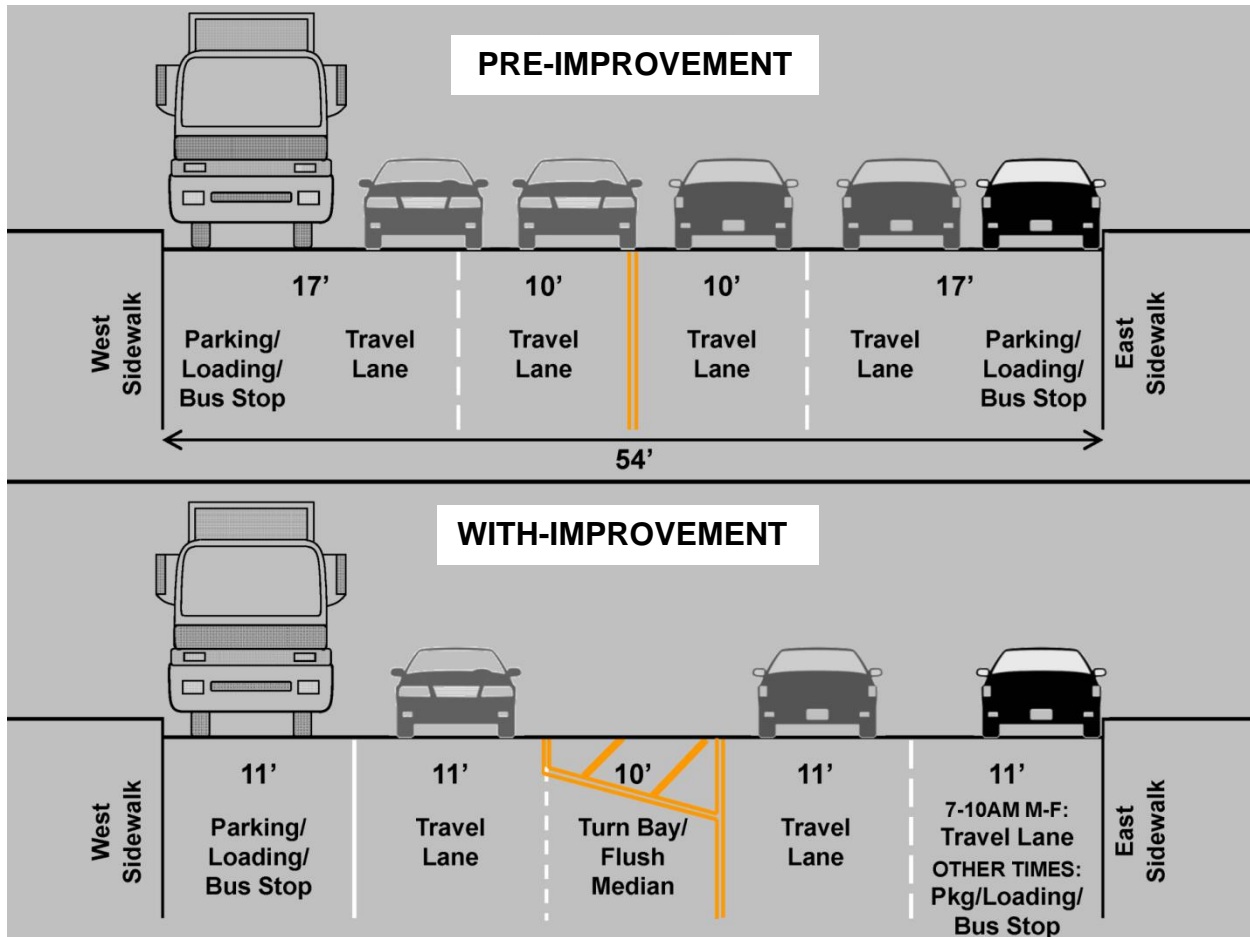 PRE-IMPROVEMENT
West
Sidewalk
17’
Parking/
Loading/
Bus Stop
Travel
Lane
10’
Travel
Lane
10’
Travel
Lane
17’
Travel
Lane
Parking/
Loading/
Bus Stop
East
Sidewalk
54’
WITH-IMPROVEMENT
West
Sidewalk
11’
Parking/
Loading/
Bus Stop
11’
Travel
Lane
10’
Turn Bay/
Flush
Median
11’
Travel
Lane
11’
7-10AM M-F:
Travel Lane
OTHER TIMES:
Pkg/Loading/
Bus Stop
East
Sidewalk